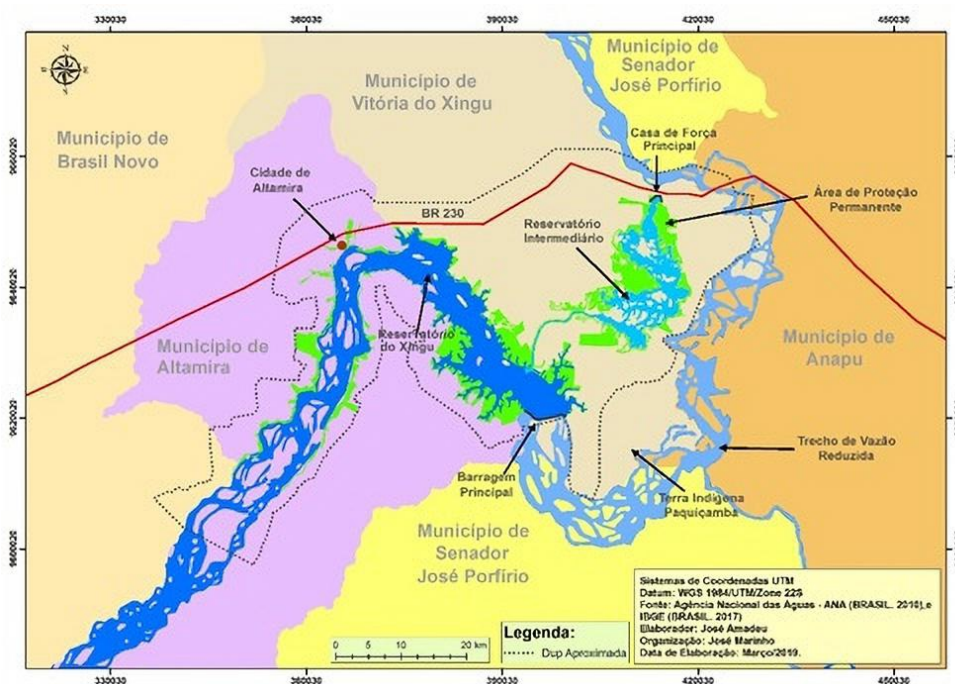 330030
360030
390030
420030
450030
Município de
Senador
José Porfírio
Município de
Vitória do Xingu
Município de
Brasil Novo
Casa de Força
Principal
Cidade de
Altamira
Área de Proteção
Permanente
BR 230
Reservatório
Intermediário
Reservatório
do Xingu
Município de
Altamira
Município de
Anapu
Trecho de Vazão
Reduzida
Barragem
Principal
Terra Indígena
Paquiçamba
Município de
Senador
José Porfírio
Sistemas de Coordenadas UTM
Datum: WGS 1984/UTM/Zone 22S
Fonte: Agência Nacional das Águas - ANA (BRASIL. 2010),e
IBGE (BRASIL. 2017)
Elaborador: José Amadeu
Organização: José Marinho
Data de Elaboração: Março/2019.
Legenda:
Dup Aproximada
0 5 10 20 km
330030
360030
390030
420030
450030